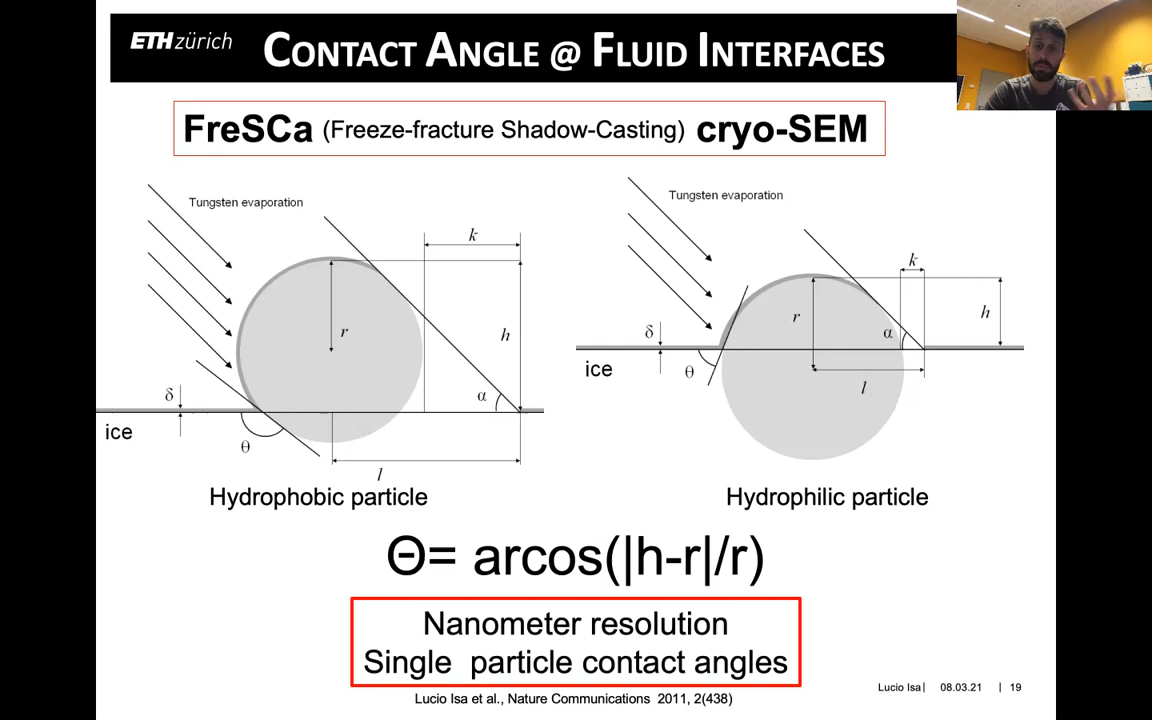 ETH zürich
CONTACT ANGLE @ FLUID INTERFACES
FreSCa (Freeze-fracture Shadow-Casting) cryo-SEM
Tungsten evaporation
k
r
h
δ
α
ice
θ
l
Hydrophobic particle
Tungsten evaporation
k
r
h
δ
α
ice
θ
l
Hydrophilic particle
Θ= arcos(|h-r|/r)
Nanometer resolution
Single particle contact angles
Lucio Isa et al., Nature Communications 2011, 2(438)
Lucio Isa | 08.03.21 | 19